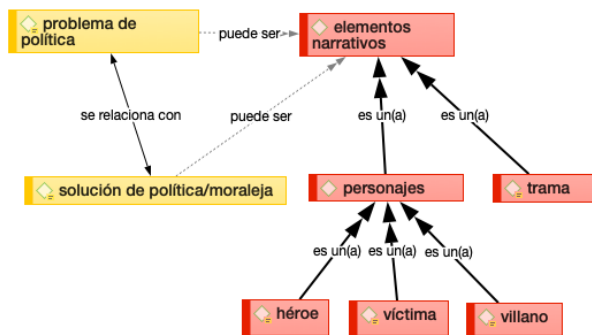 problema de
política
puede ser
elementos
narrativos
se relaciona con
puede ser
es un(a)
es un(a)
solución de política/moraleja
personajes
trama
es un(a)
es un(a)
es un(a)
héroe
víctima
villano